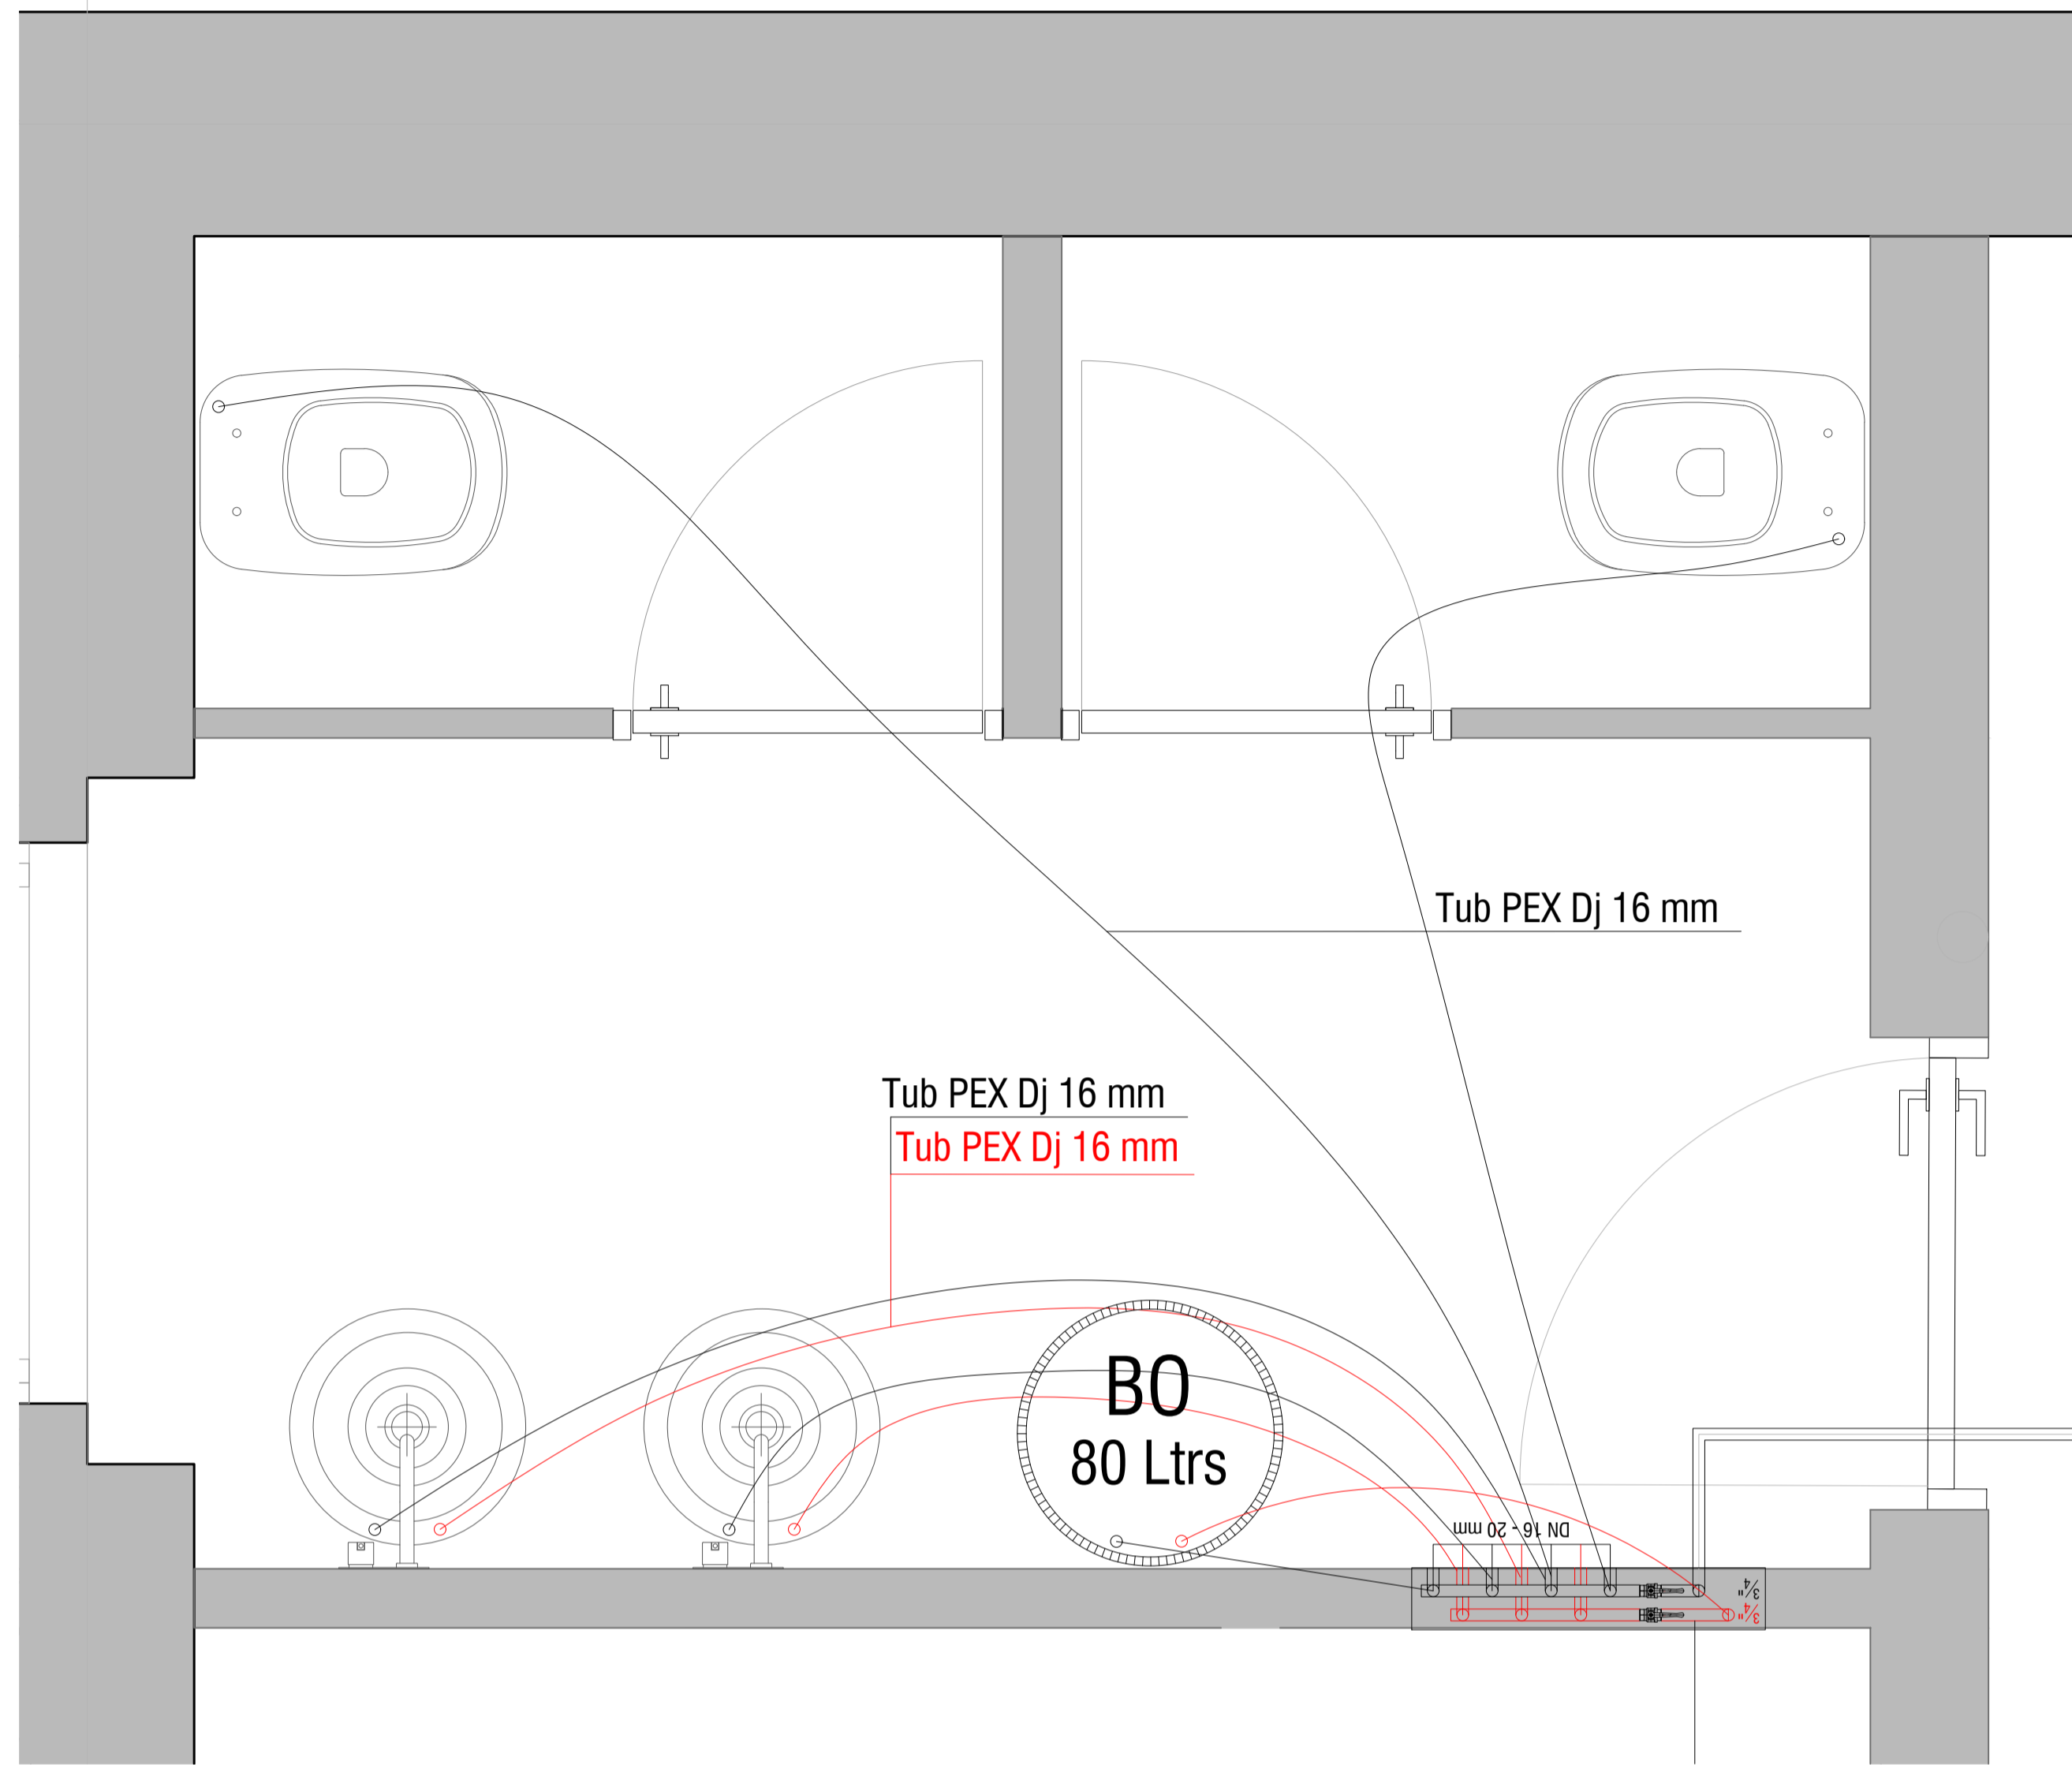 Tub PEX Dj 16 mm
Tub PEX Dj 16 mm
Tub PEX Dj 16 mm
BO
80 Ltrs
DN 16 - 20 mm
3/4"
3/4"